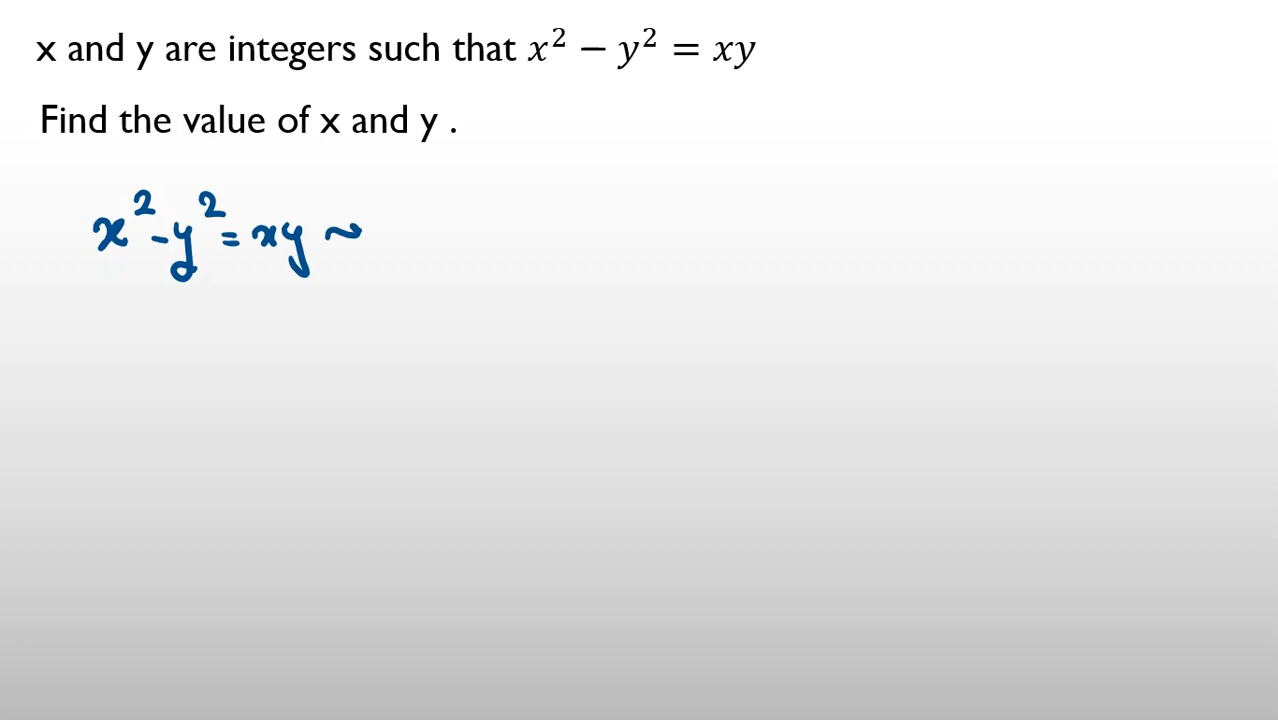 x and y are integers such that x² − y² = xy
Find the value of x and y .
x² - y² = xy ~